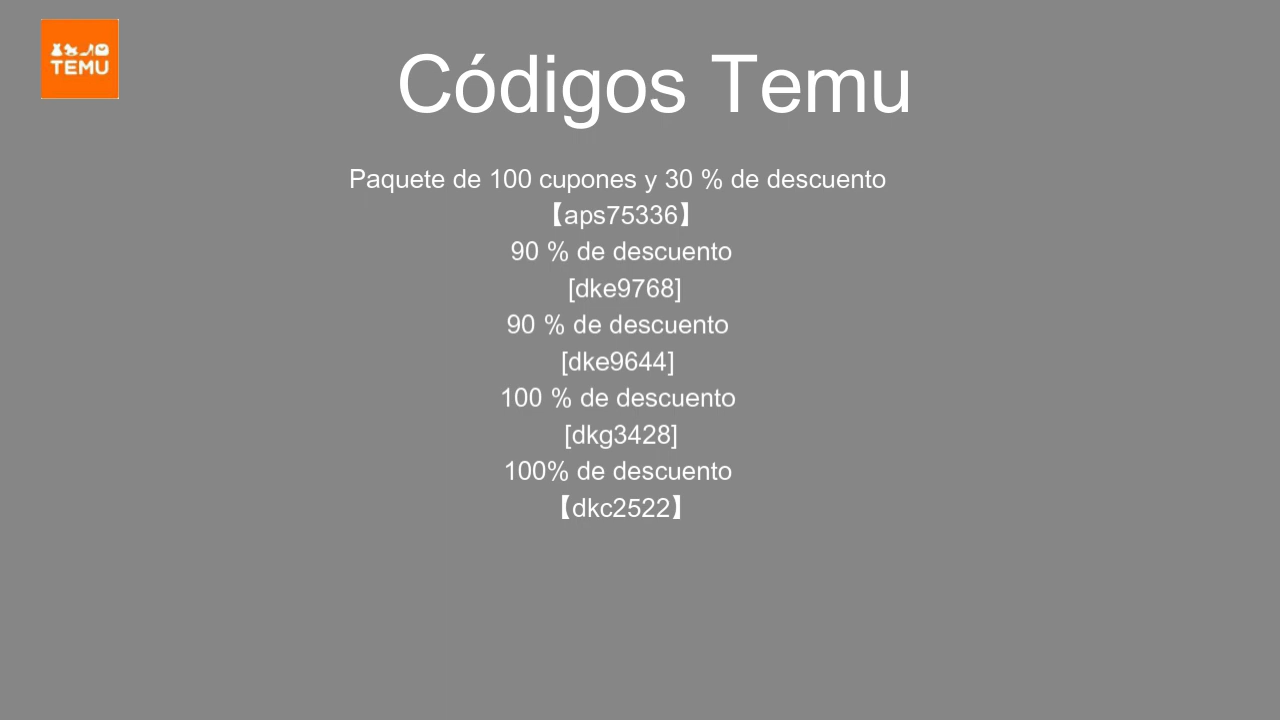 TEMU
Códigos Temu
Paquete de 100 cupones y 30 % de descuento
【aps75336】
90 % de descuento
[dke9768]
90 % de descuento
[dke9644]
100 % de descuento
[dkg3428]
100% de descuento
【dkc2522】